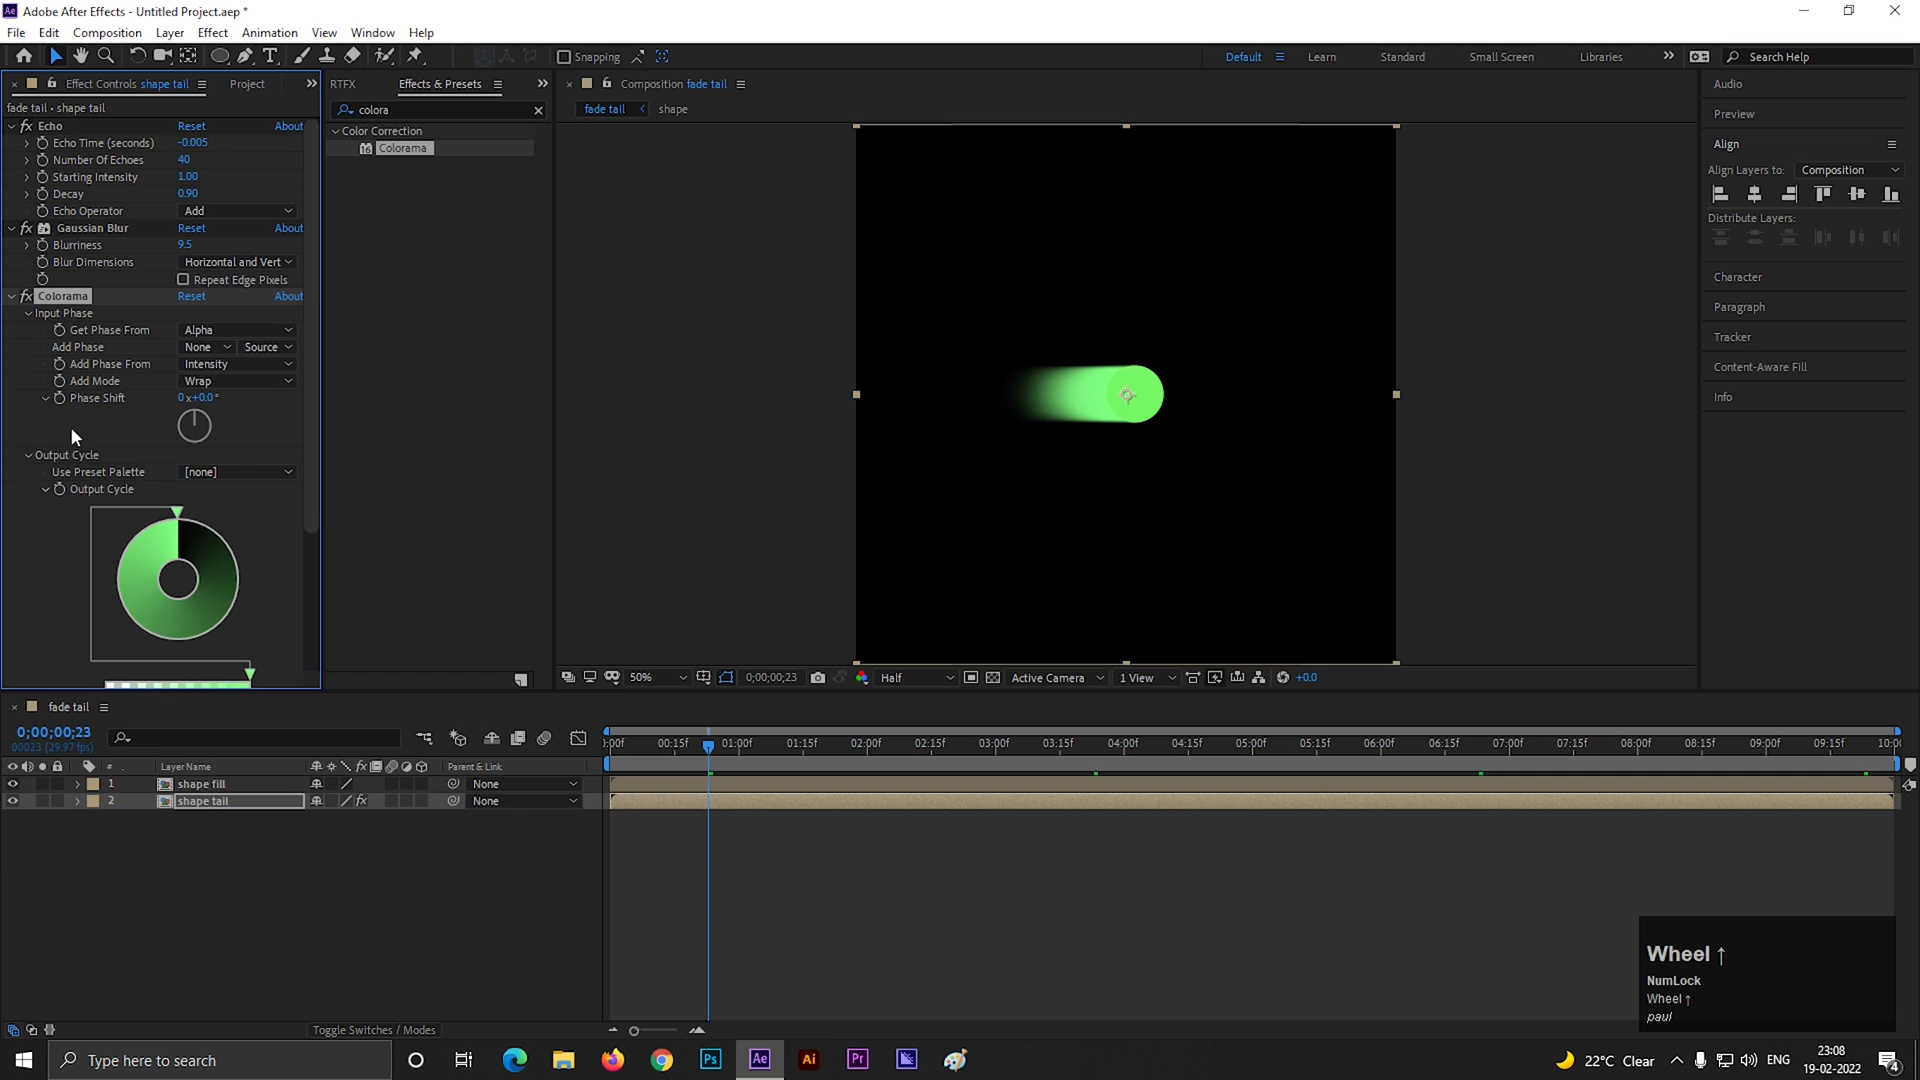 Adobe After Effects - Untitled Project.aep *
File Edit Composition Layer Effect Animation View Window Help
Snapping Default Learn Standard Small Screen Libraries Search Help
Effect Controls shape tail Project
fade tail • shape tail
Echo Reset About
Echo Time (seconds) -0.005
Number Of Echoes 40
Starting Intensity 1.00
Decay 0.90
Echo Operator Add
Gaussian Blur Reset About
Blurriness 9.5
Blur Dimensions Horizontal and Vert
Repeat Edge Pixels
Colorama Reset About
Input Phase
Get Phase From Alpha
Add Phase None Source
Add Phase From Intensity
Add Mode Wrap
Phase Shift 0 x+0.0 °
Output Cycle
Use Preset Palette [none]
Output Cycle
RTFX Effects & Presets
colora
Color Correction
16 Colorama
Composition fade tail
fade tail shape
50% 0;00;00;23 Half Active Camera 1 View +0.0
Audio
Preview
Align
Align Layers to: Composition
Distribute Layers:
Character
Paragraph
Tracker
Content-Aware Fill
Info
fade tail
0;00;00;23
00023 (29.97 fps)
# Layer Name Parent & Link
1 shape fill None
2 shape tail None
:00f 00:15f 01:00f 01:15f 02:00f 02:15f 03:00f 03:15f 04:00f 04:15f 05:00f 05:15f 06:00f 06:15f 07:00f 07:15f 08:00f 08:15f 09:00f 09:15f 10:0
Toggle Switches / Modes
Wheel ↑
NumLock
Wheel ↑
paul
Type here to search
Ps Ae Ai Pr
22°C Clear ENG
23:08
19-02-2022
4